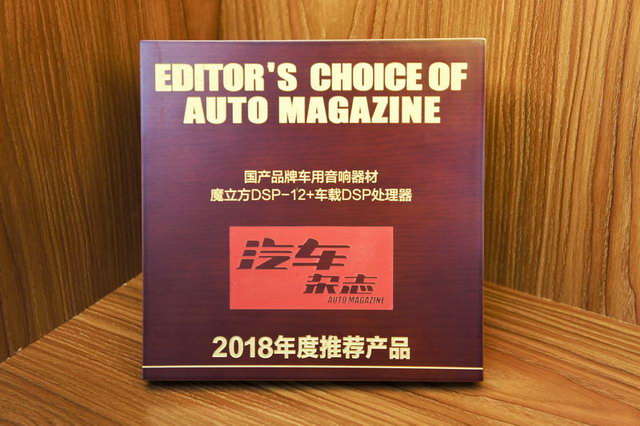 EDITOR'S CHOICE OF
AUTO MAGAZINE
国产品牌车用音响器材
魔立方DSP-12+车载DSP处理器
汽车
杂志
AUTO MAGAZINE
2018年度推荐产品